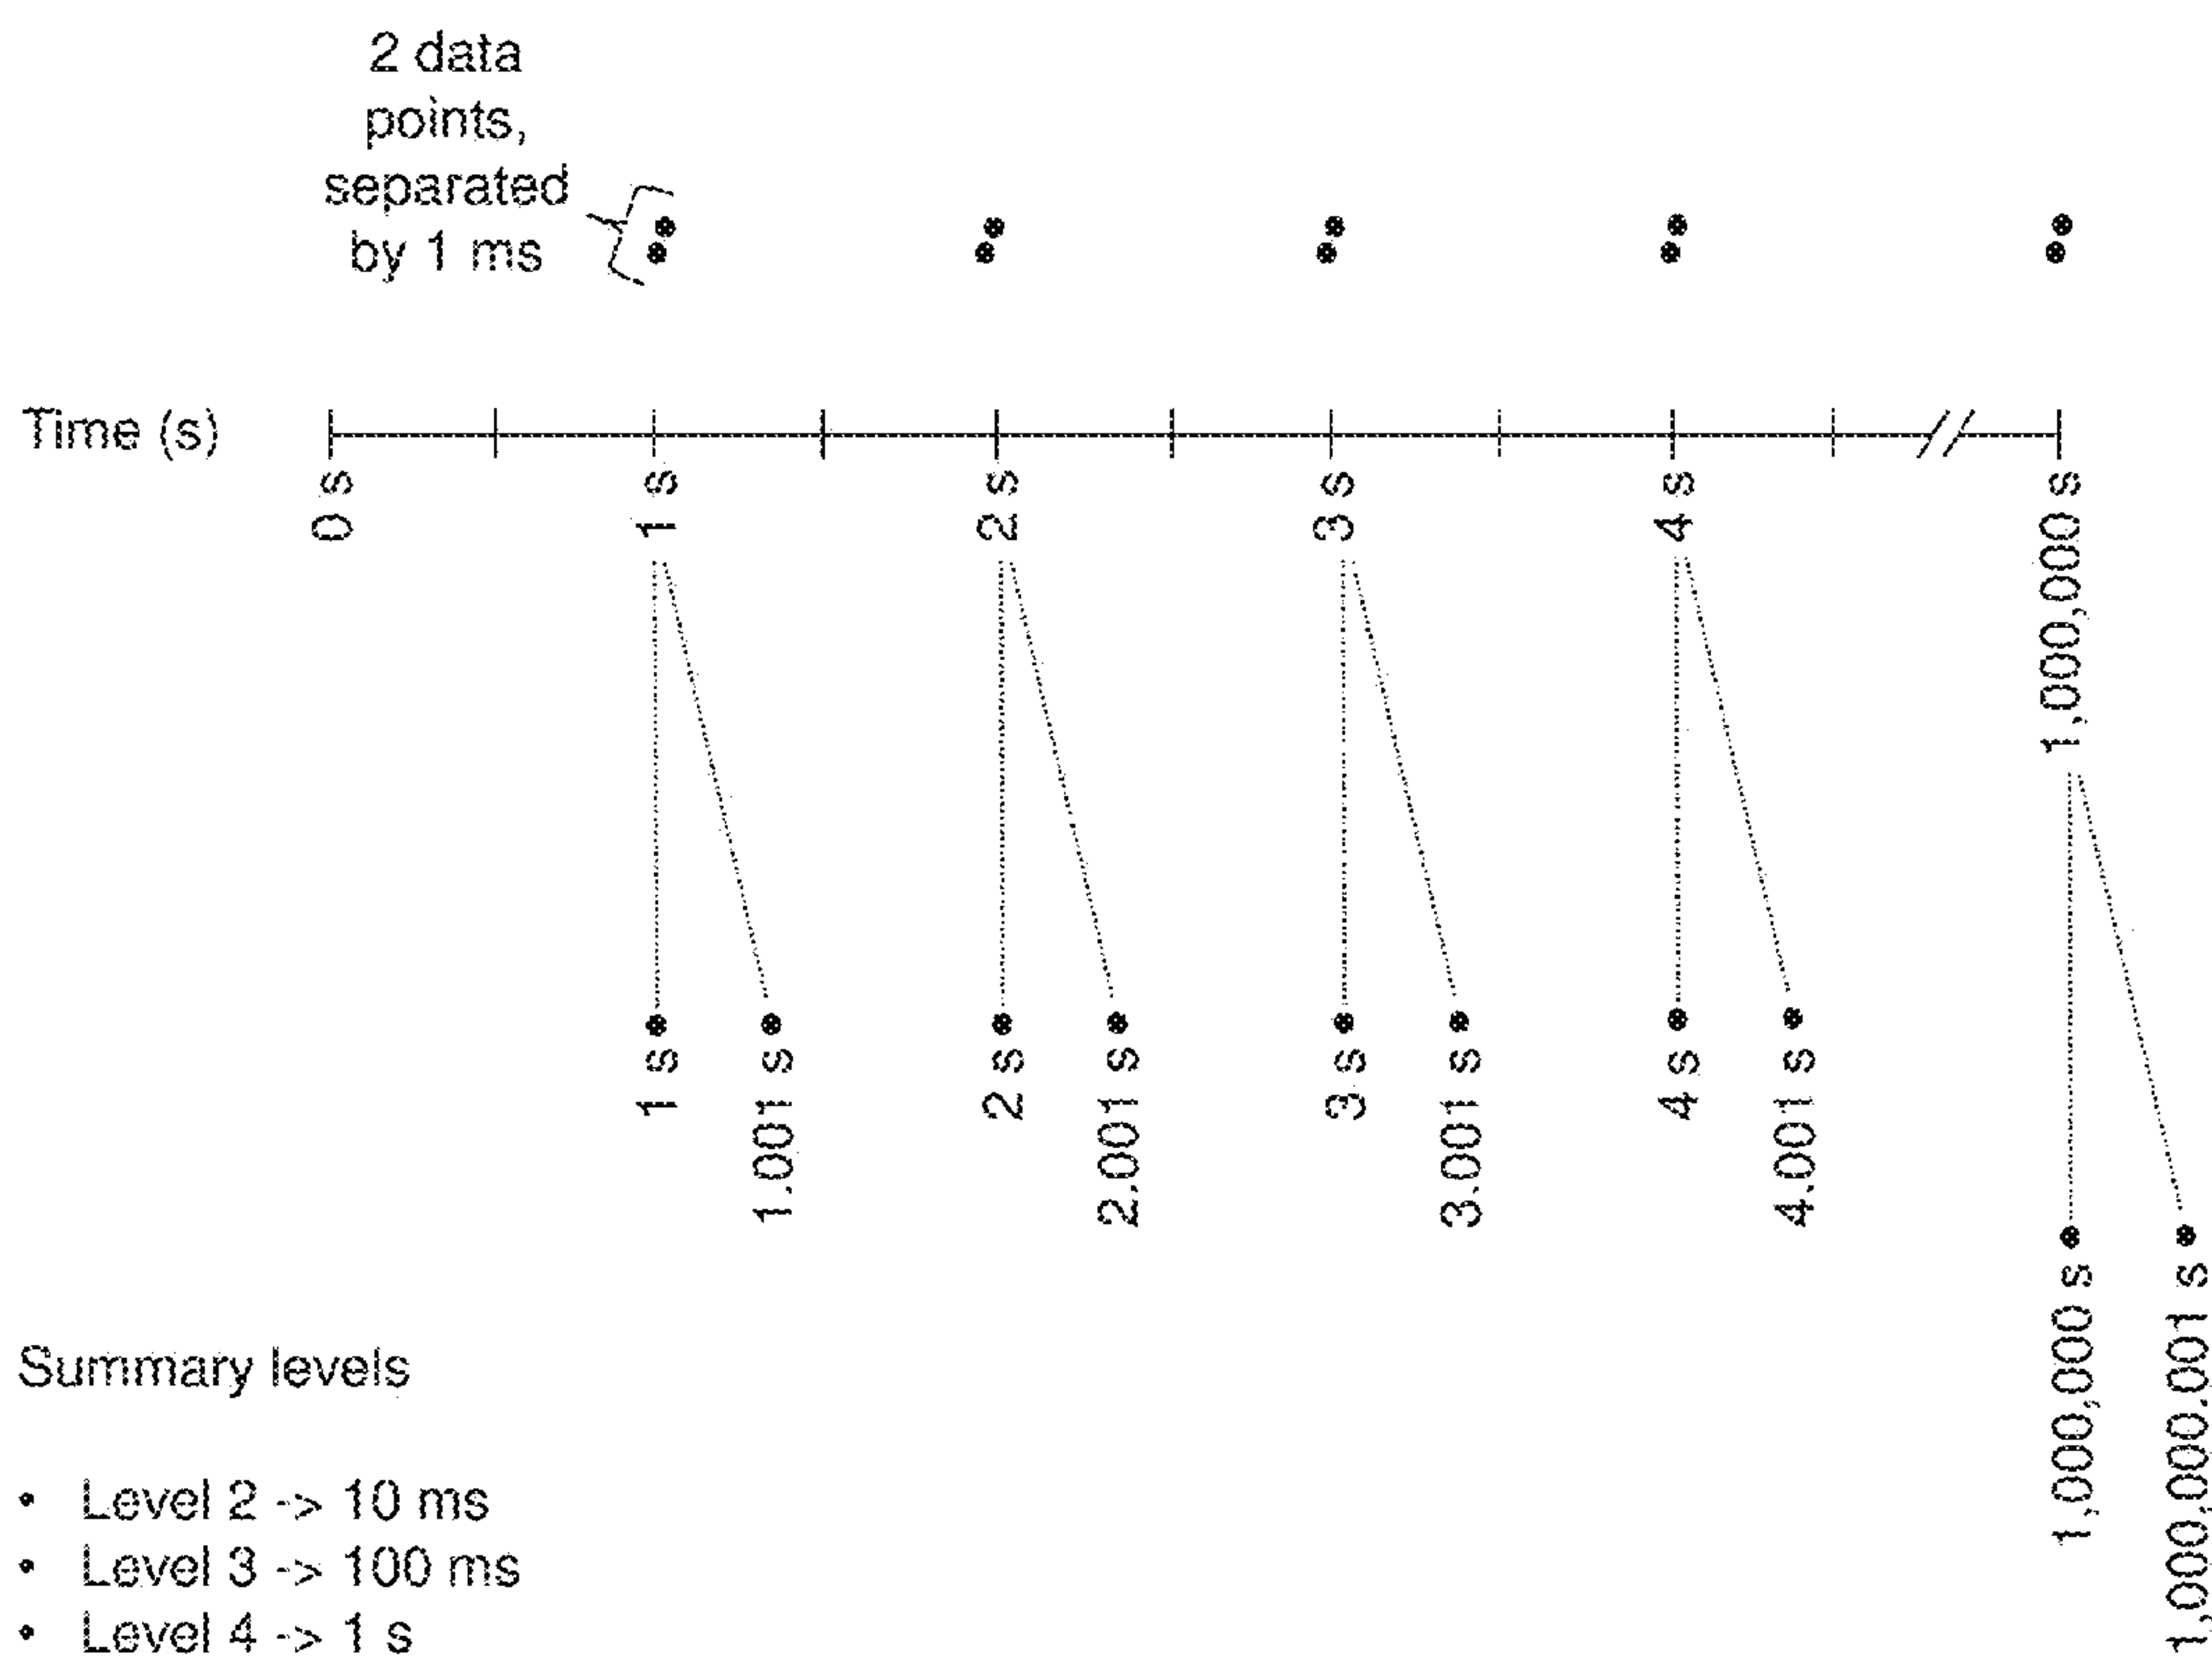 2 data
points,
separated
by 1 ms
Time (s)
0 s
1 s
2 s
3 s
4 s
1,000,000 s
1 s
1.001 s
2 s
2.001 s
3 s
3.001 s
4 s
4.001 s
1,000,000 s
1,000,000.001 s
Summary levels
• Level 2 -> 10 ms
• Level 3 -> 100 ms
• Level 4 -> 1 s